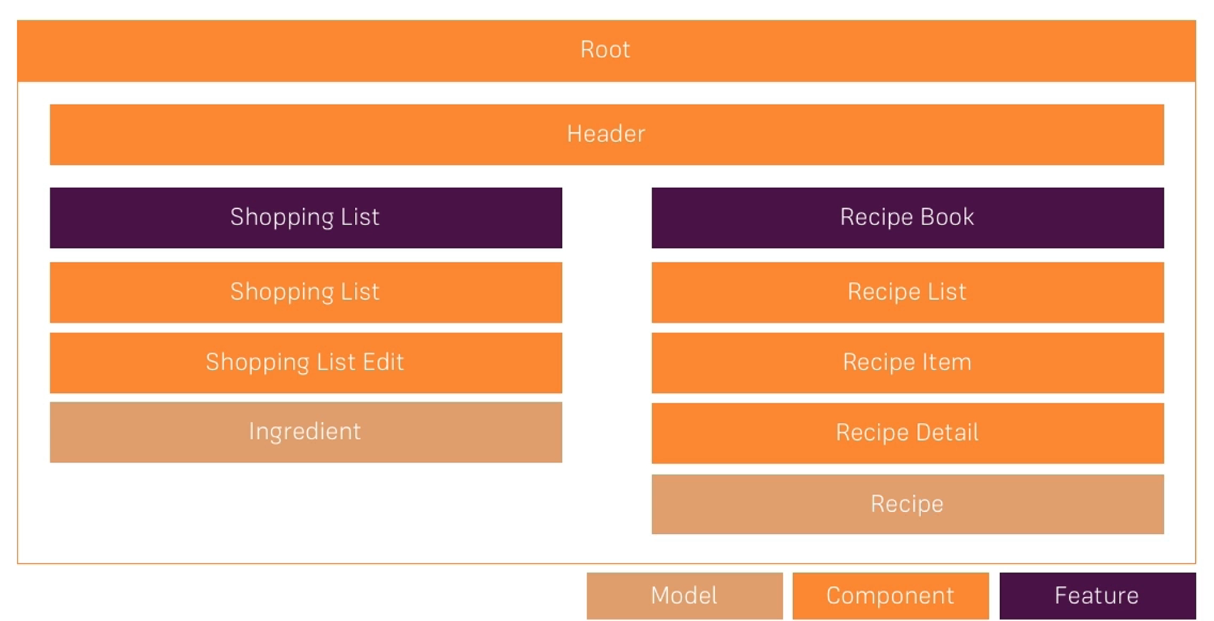 Root
Header
Shopping List
Shopping List
Shopping List Edit
Ingredient
Recipe Book
Recipe List
Recipe Item
Recipe Detail
Recipe
Model
Component
Feature